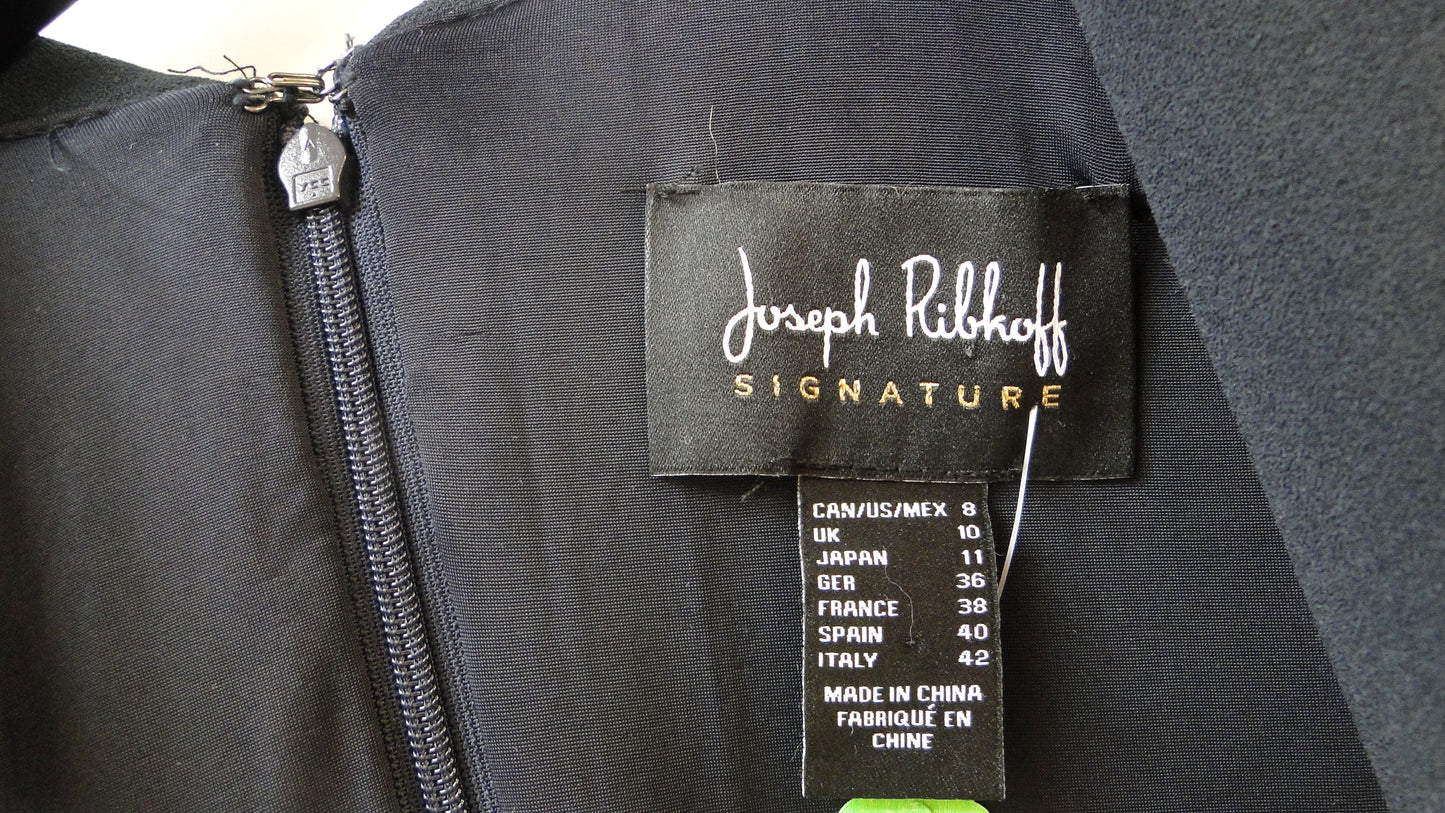 Joseph Ribkoff
SIGNATURE
CAN/US/MEX 8
UK 10
JAPAN 11
GER 36
FRANCE 38
SPAIN 40
ITALY 42
MADE IN CHINA
FABRIQUÉ EN
CHINE